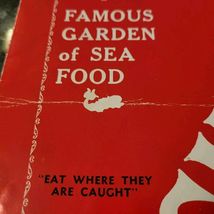 FAMOUS
GARDEN
of SEA
FOOD
"EAT WHERE THEY
ARE CAUGHT"